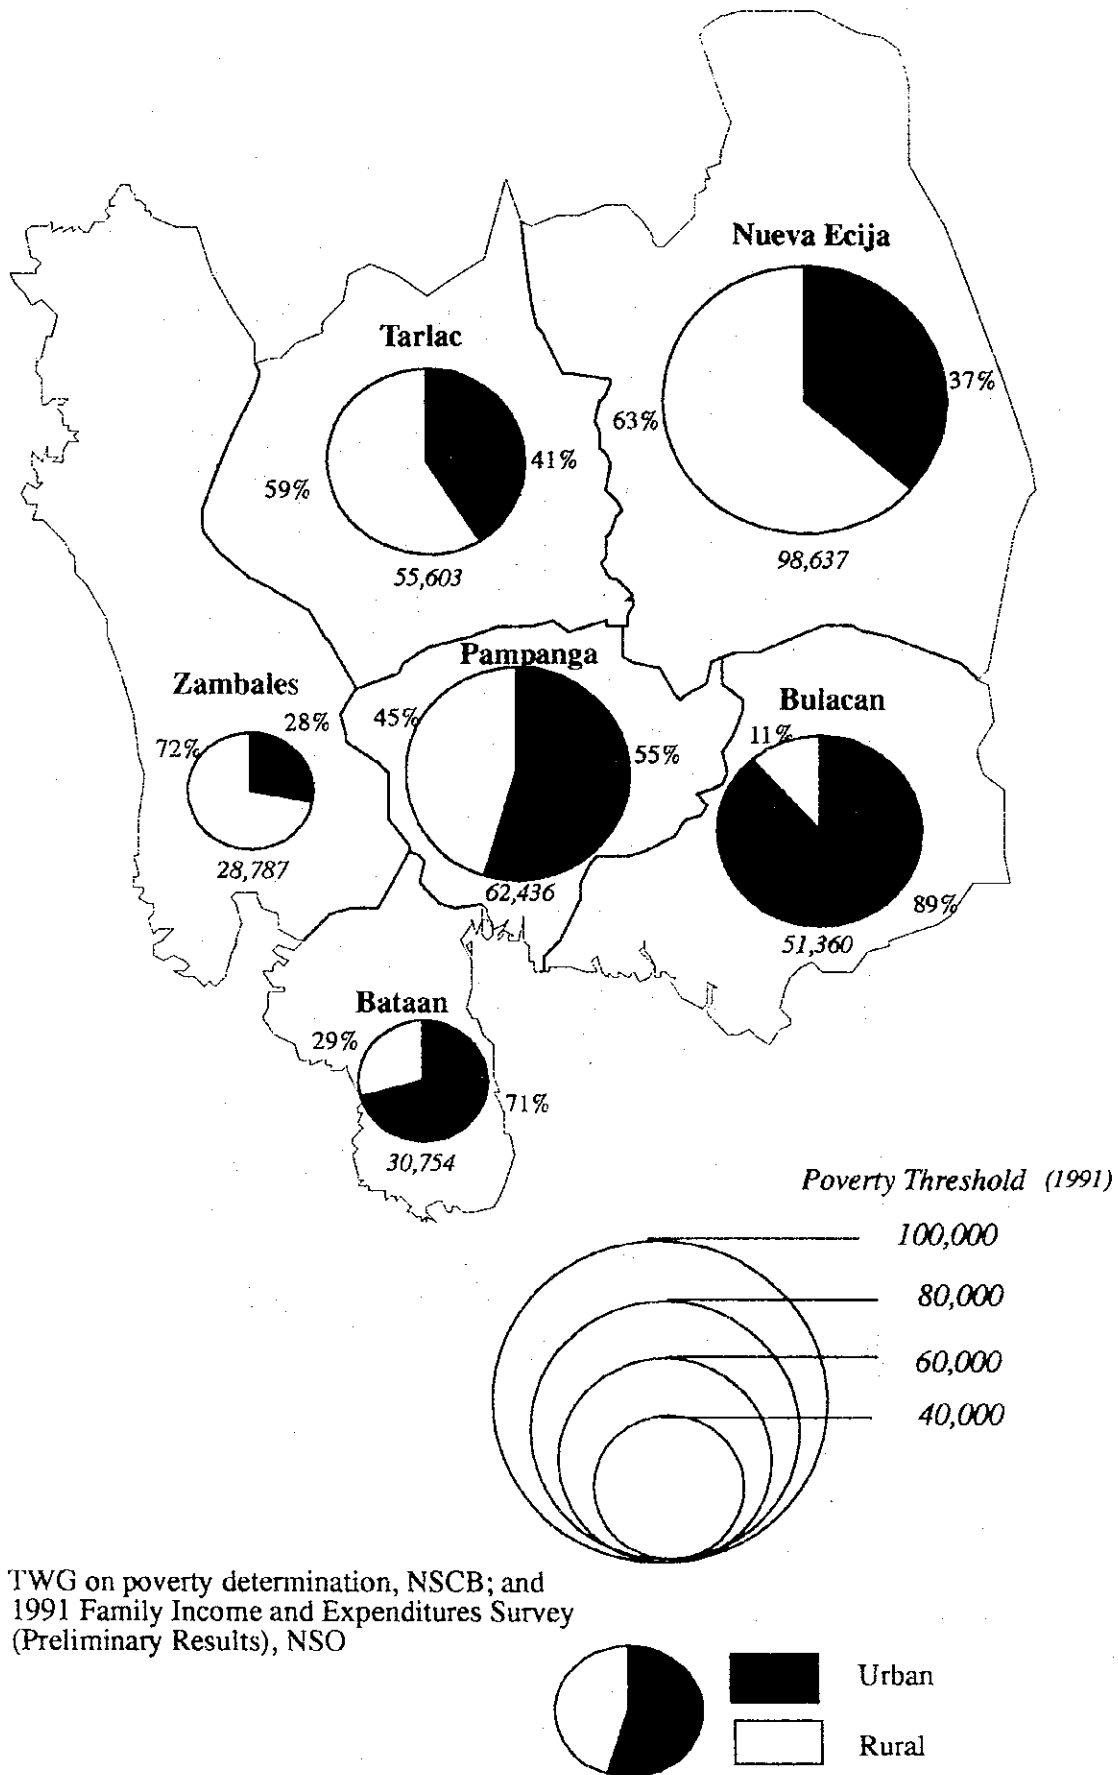 Nueva Ecija
37%
63%
98,637
Tarlac
41%
59%
55,603
Pampanga
45%
55%
62,436
Zambales
28%
72%
28,787
Bulacan
11%
89%
51,360
Bataan
29%
71%
30,754
Poverty Threshold (1991)
100,000
80,000
60,000
40,000
TWG on poverty determination, NSCB; and
1991 Family Income and Expenditures Survey
(Preliminary Results), NSO
Urban
Rural